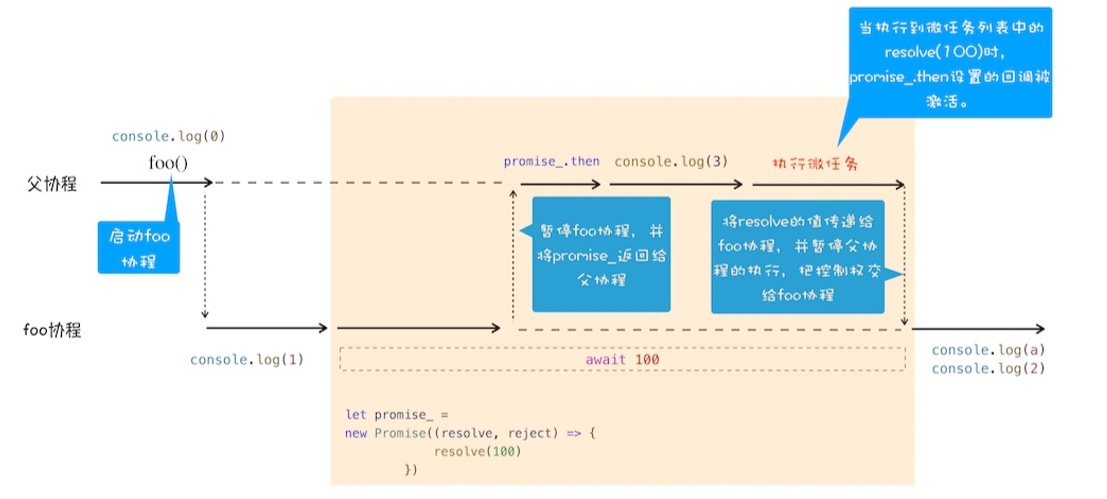 当执行到微任务列表中的
resolve(100)时，
promise_.then设置的回调被
激活。
console.log(0)
foo()
父协程
启动foo
协程
promise_.then
console.log(3)
执行微任务
暂停foo协程，并
将promise_返回给
父协程
将resolve的值传递给
foo协程，并暂停父协
程的执行，把控制权交
给foo协程
foo协程
console.log(1)
await 100
console.log(a)
console.log(2)
let promise_ =
new Promise((resolve, reject) => {
resolve(100)
})